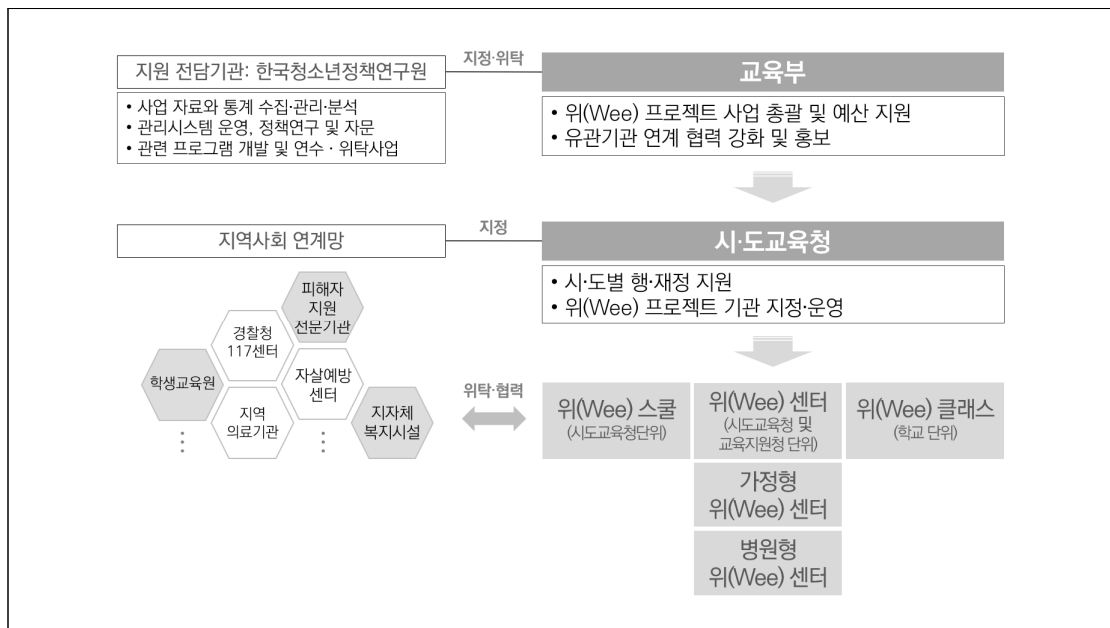 지원 전담기관: 한국청소년정책연구원
• 사업 자료와 통계 수집·관리·분석
• 관리시스템 운영, 정책연구 및 자문
• 관련 프로그램 개발 및 연수 · 위탁사업
지정·위탁
교육부
• 위(Wee) 프로젝트 사업 총괄 및 예산 지원
• 유관기관 연계 협력 강화 및 홍보
지역사회 연계망
지정
시·도교육청
• 시·도별 행·재정 지원
• 위(Wee) 프로젝트 기관 지정·운영
피해자
지원
전문기관
경찰청
117센터
학생교육원
자살예방
센터
지역
의료기관
지자체
복지시설
위탁·협력
위(Wee) 스쿨
(시도교육청단위)
위(Wee) 센터
(시도교육청 및
교육지원청 단위)
위(Wee) 클래스
(학교 단위)
가정형
위(Wee) 센터
병원형
위(Wee) 센터